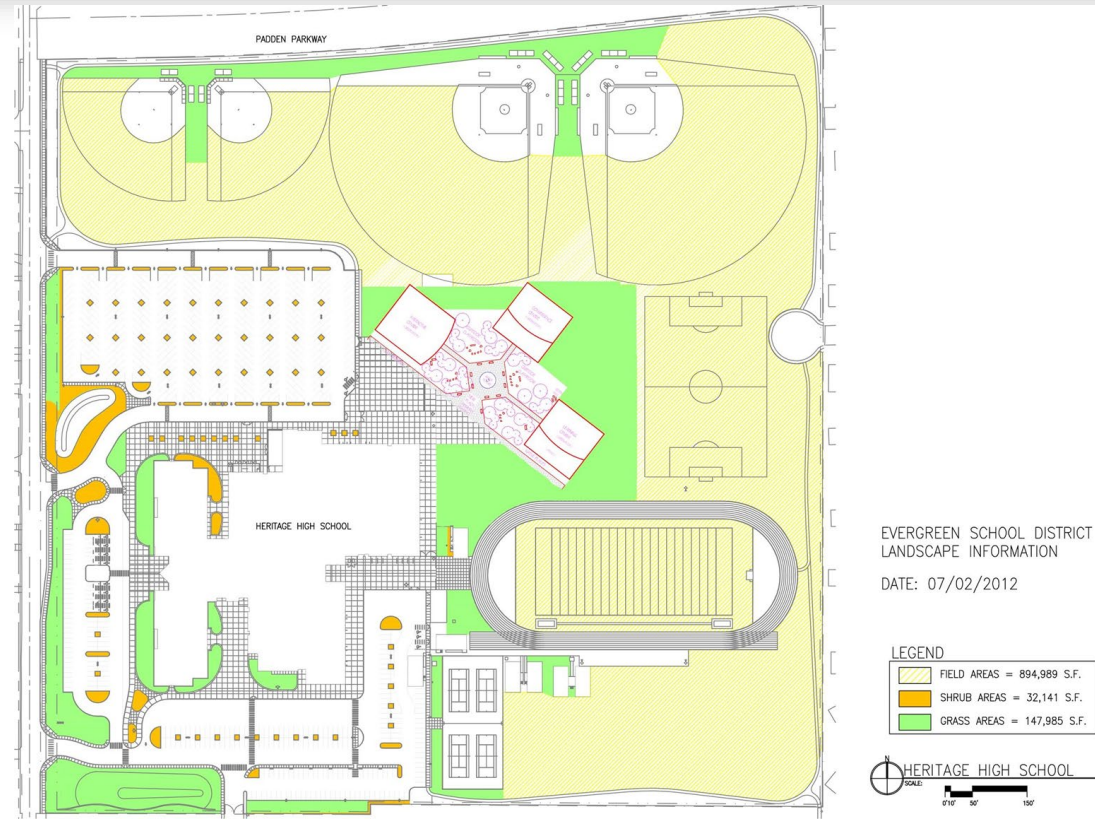 PADDEN PARKWAY
HERITAGE HIGH SCHOOL
EVERGREEN SCHOOL DISTRICT
LANDSCAPE INFORMATION
DATE: 07/02/2012
LEGEND
FIELD AREAS = 894,989 S.F.
SHRUB AREAS = 32,141 S.F.
GRASS AREAS = 147,985 S.F.
N
HERITAGE HIGH SCHOOL
SCALE:
0'10' 50' 150'